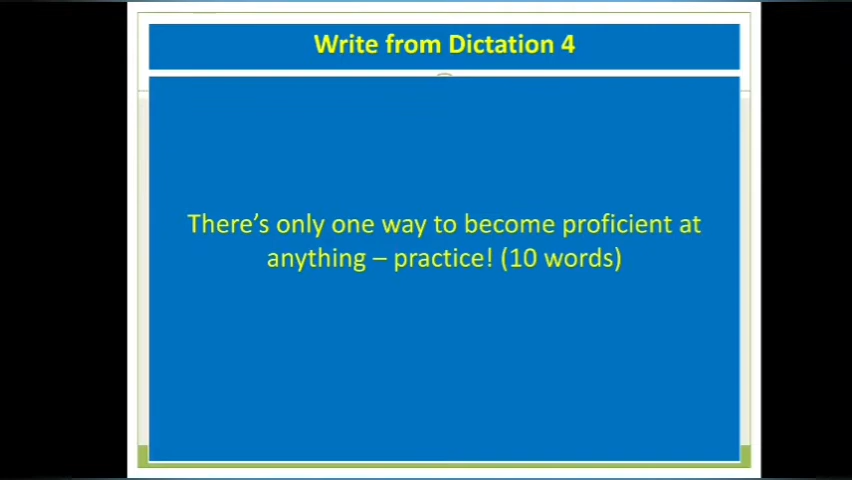 Write from Dictation 4
There’s only one way to become proficient at
anything – practice! (10 words)